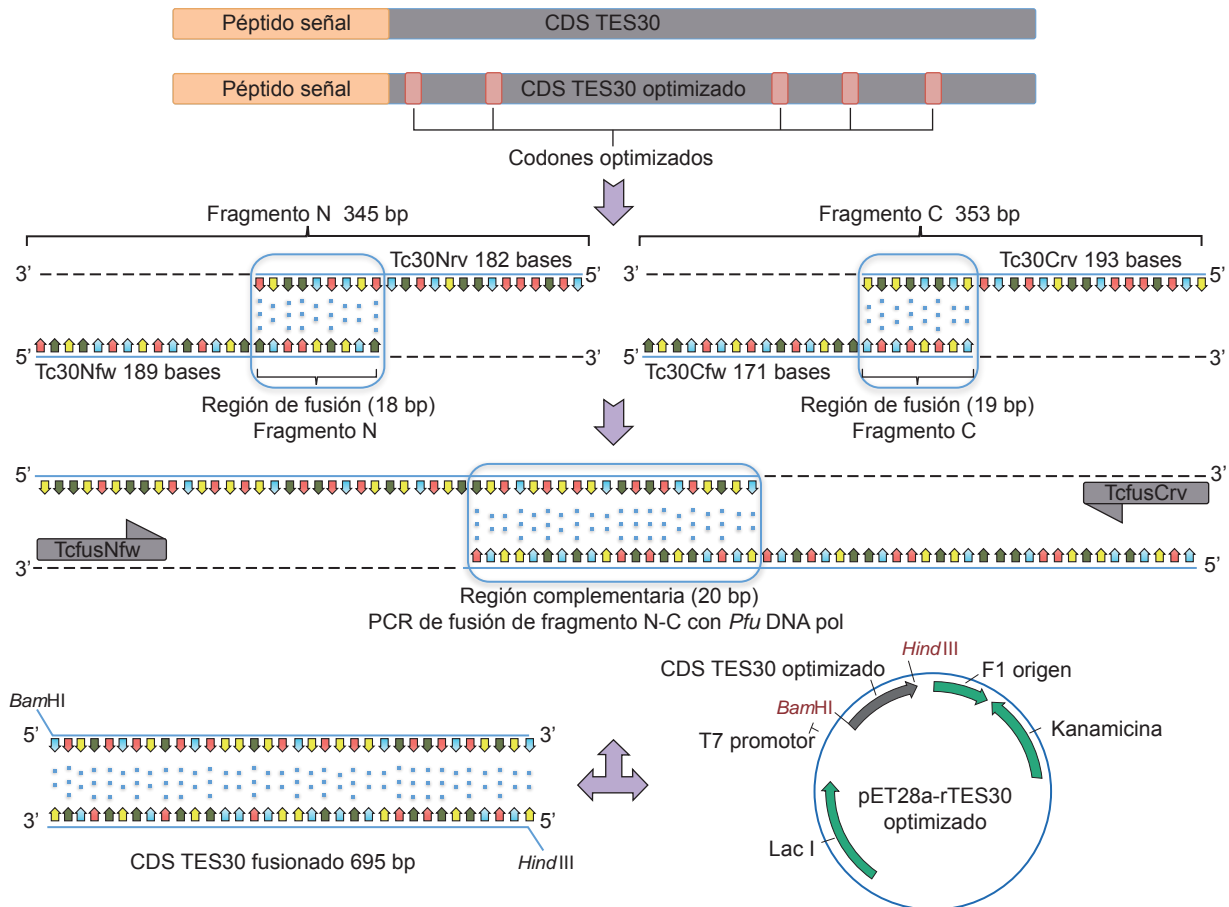 Péptido señal CDS TES30
Péptido señal CDS TES30 optimizado
Codones optimizados
Fragmento N 345 bp
Fragmento C 353 bp
3’ Tc30Nrv 182 bases 5’
5’ 3’
Tc30Nfw 189 bases
Región de fusión (18 bp)
Fragmento N
3’ Tc30Crv 193 bases 5’
5’ 3’
Tc30Cfw 171 bases
Región de fusión (19 bp)
Fragmento C
5’ 3’
TcfusCrv
TcfusNfw
3’ 5’
Región complementaria (20 bp)
PCR de fusión de fragmento N-C con Pfu DNA pol
BamHI
5’ 3’
3’ 5’
HindIII
CDS TES30 fusionado 695 bp
HindIII
CDS TES30 optimizado
F1 origen
BamHI
T7 promotor
Kanamicina
pET28a-rTES30
optimizado
Lac I